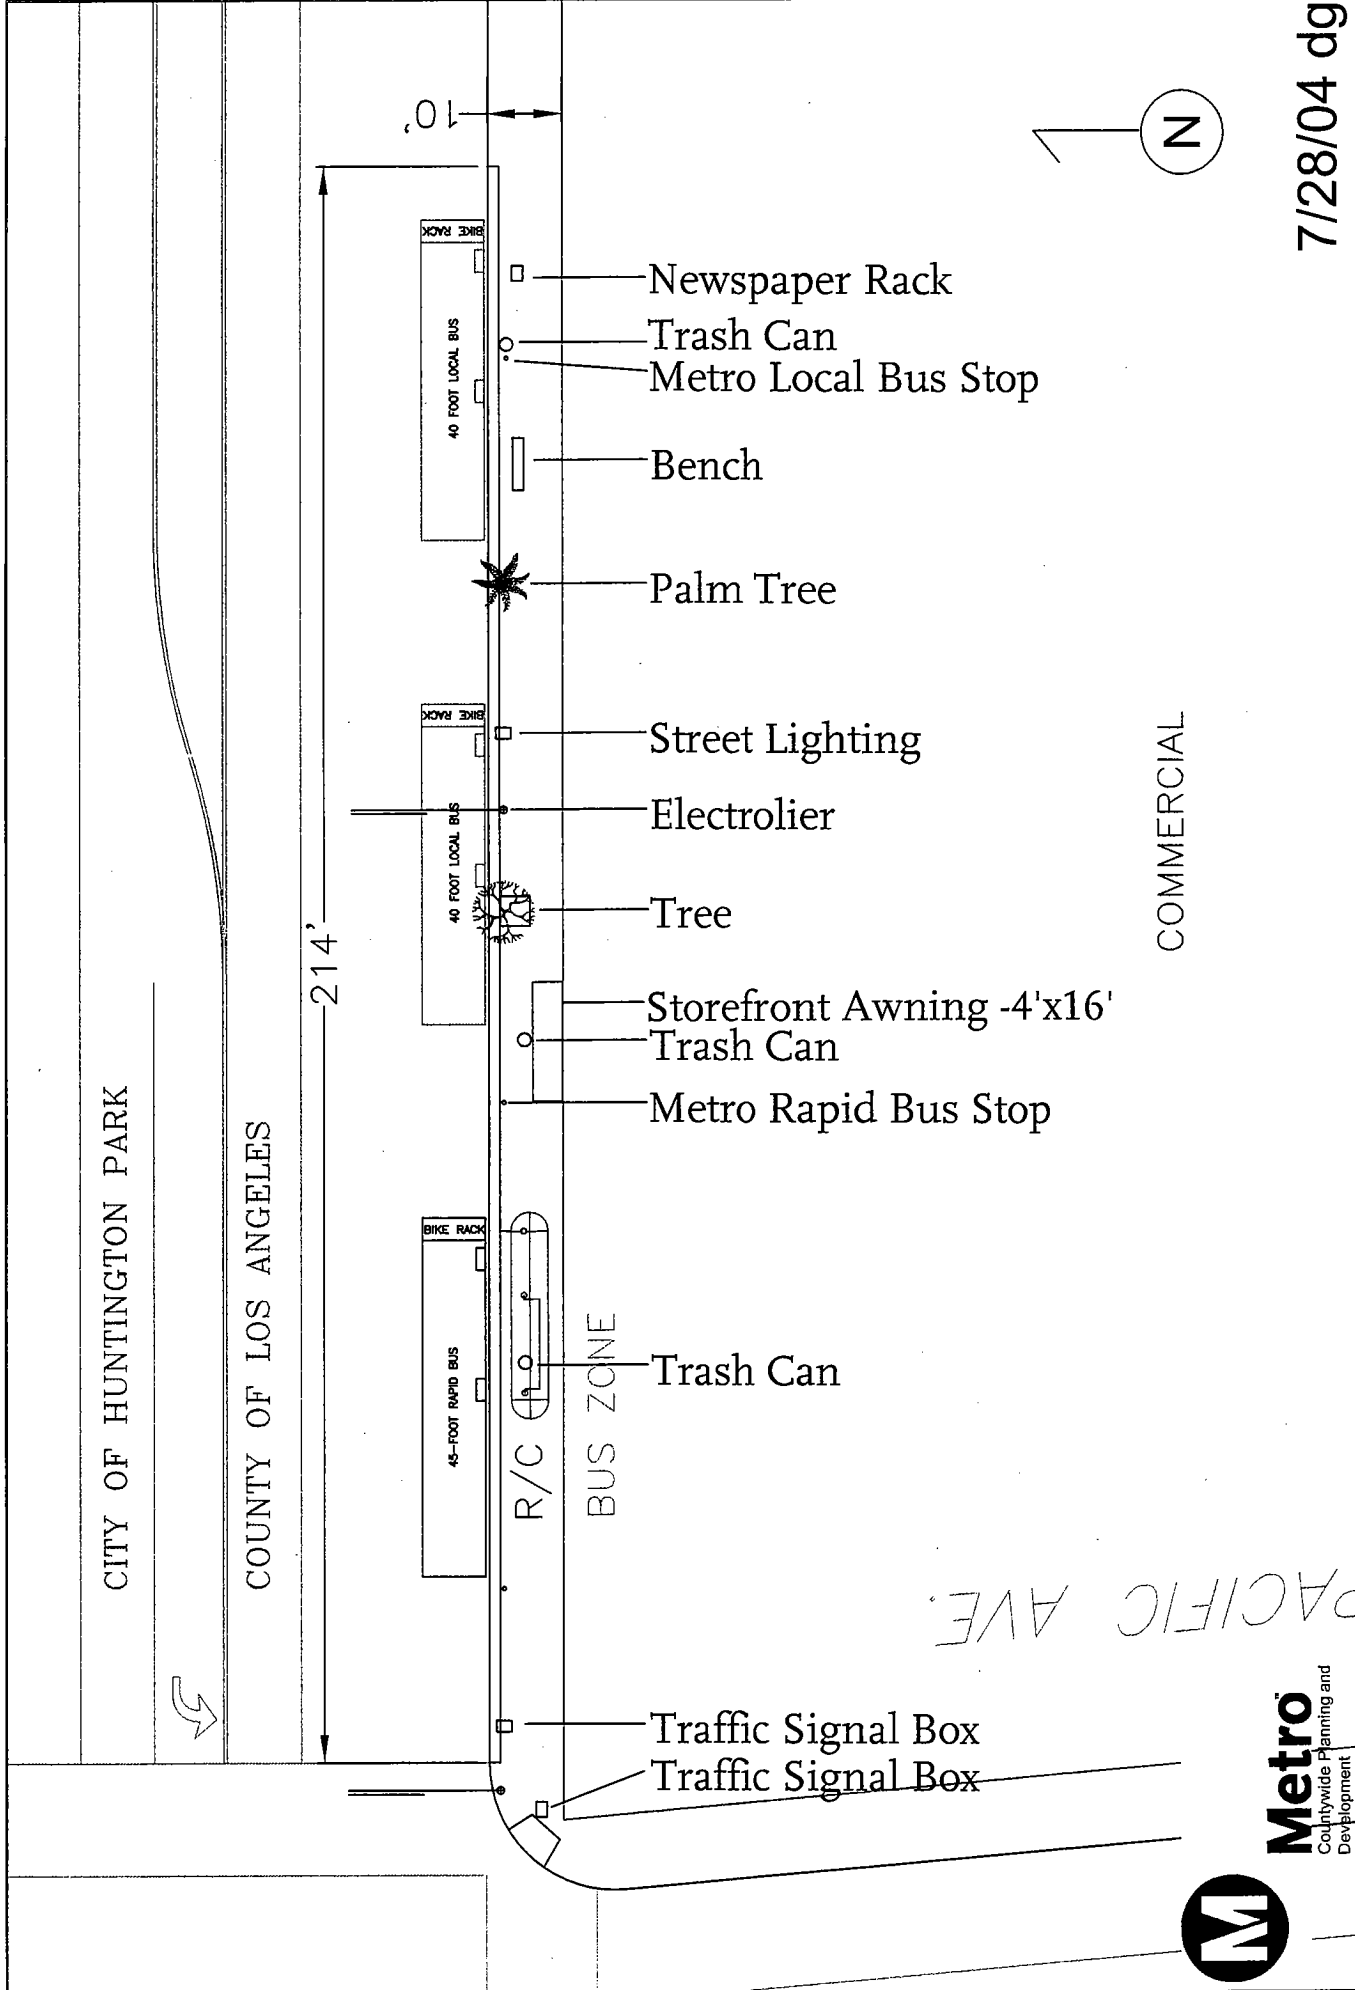 7/28/04 dg
10'
N
BIKE RACK
40 FOOT LOCAL BUS
Newspaper Rack
Trash Can
Metro Local Bus Stop
Bench
Palm Tree
BIKE RACK
40 FOOT LOCAL BUS
Street Lighting
Electrolier
Tree
COMMERCIAL
214'
Storefront Awning -4'x16'
Trash Can
Metro Rapid Bus Stop
CITY OF HUNTINGTON PARK
COUNTY OF LOS ANGELES
BIKE RACK
45-FOOT RAPID BUS
R/C
BUS ZONE
Trash Can
PACIFIC AVE.
Traffic Signal Box
Traffic Signal Box
M
Metro
Countywide Planning and
Development